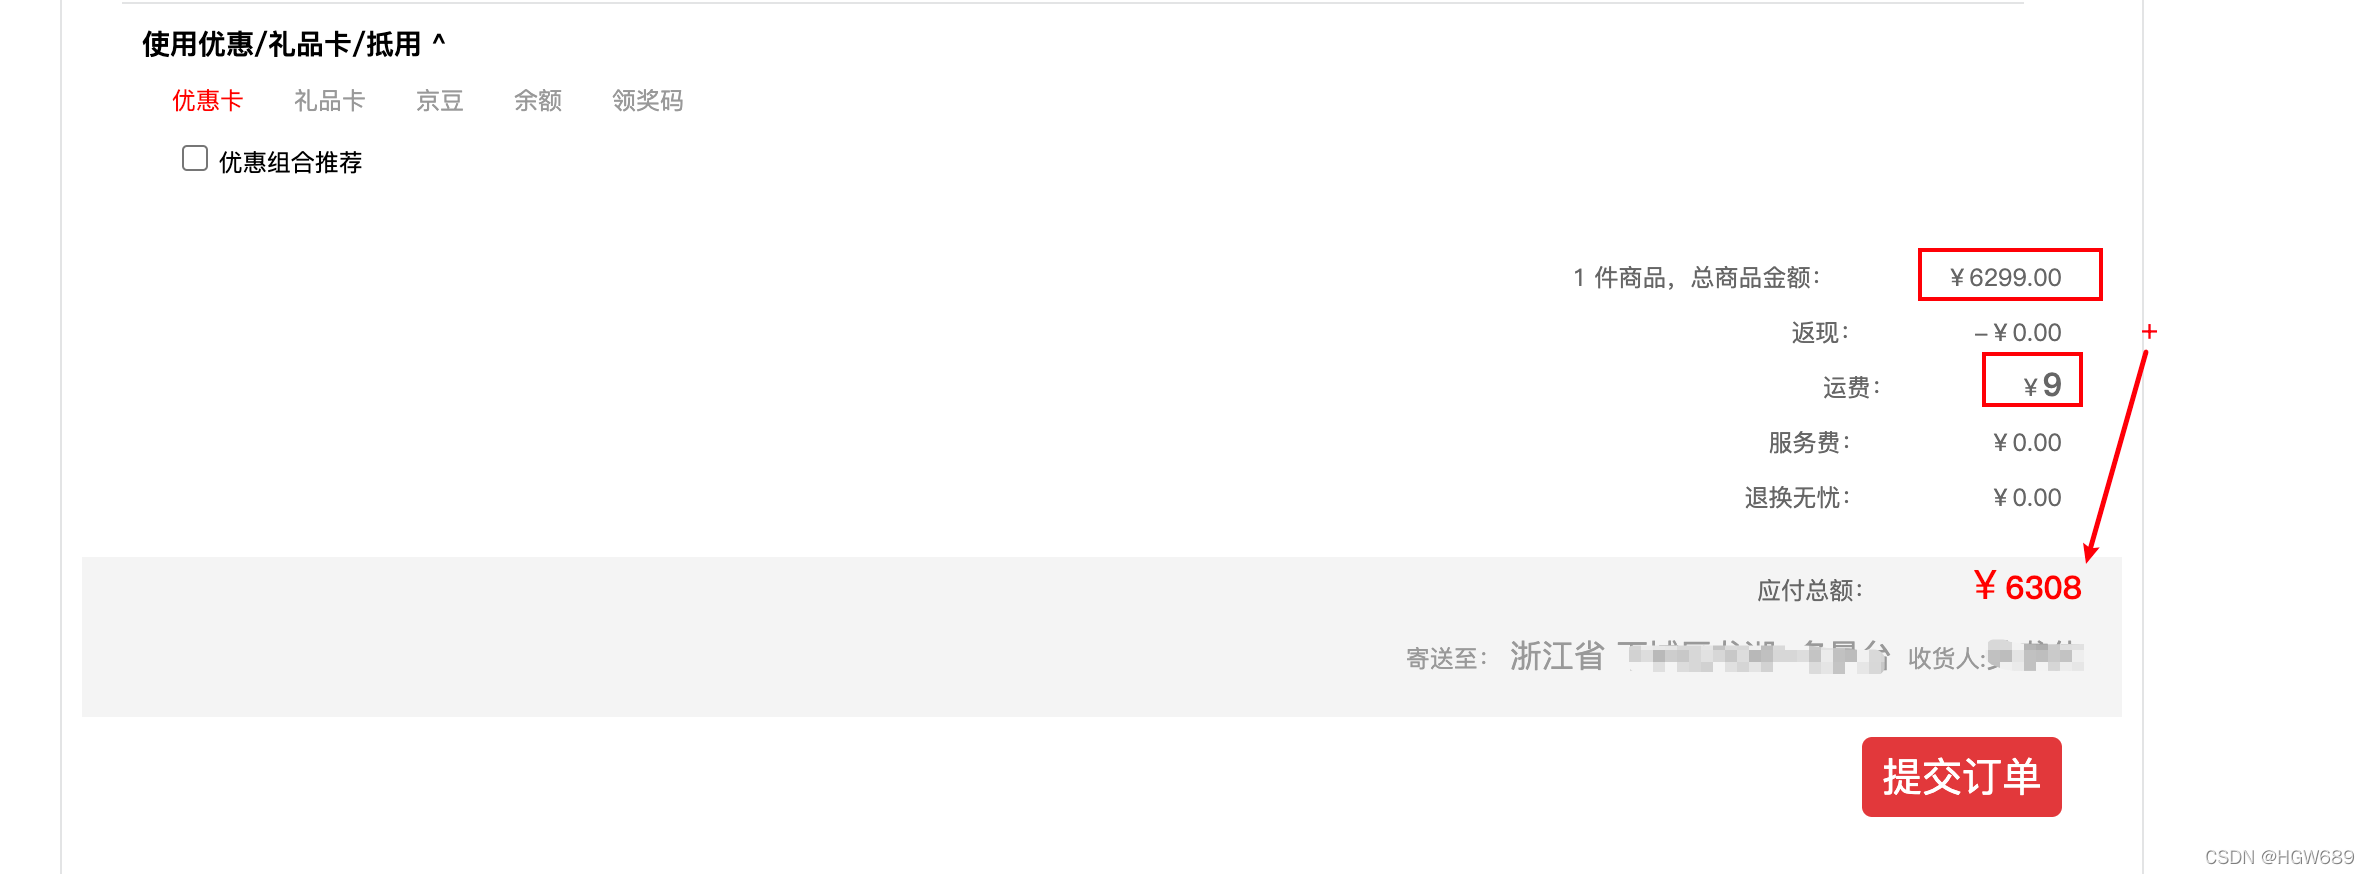 使用优惠/礼品卡/抵用 ^
优惠卡 礼品卡 京豆 余额 领奖码
优惠组合推荐
1 件商品，总商品金额： ￥6299.00
返现： -￥0.00
+
运费： ￥9
服务费： ￥0.00
退换无忧： ￥0.00
应付总额： ￥6308
寄送至： 浙江省 收货人:
提交订单
CSDN @HGW689